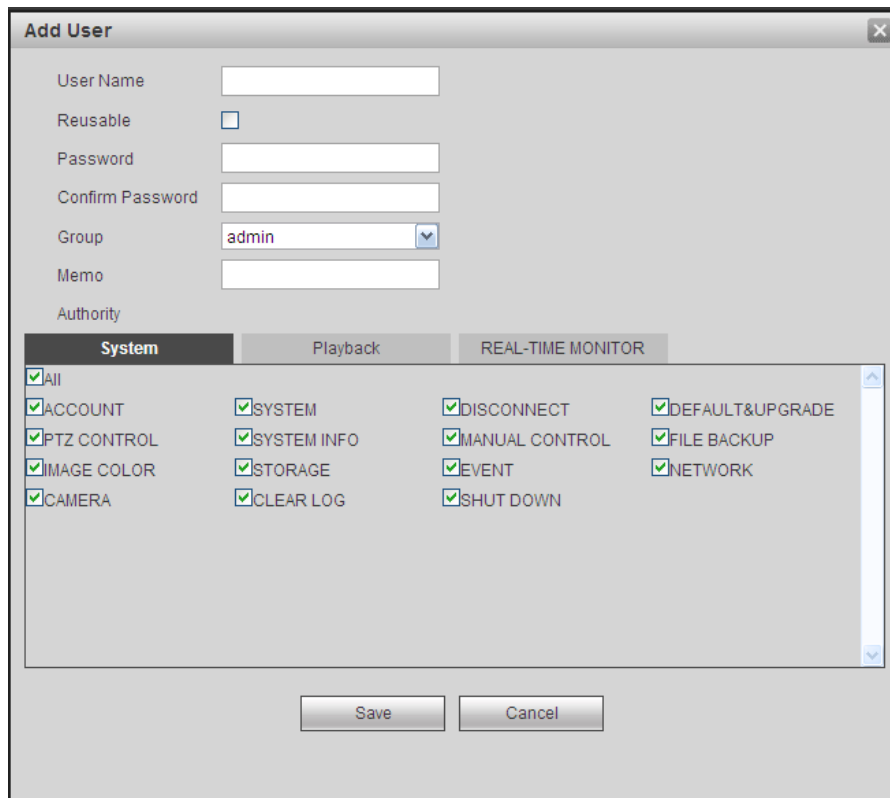 Add User
User Name
Reusable
Password
Confirm Password
Group admin
Memo
Authority
System Playback REAL-TIME MONITOR
All
ACCOUNT SYSTEM DISCONNECT DEFAULT&UPGRADE
PTZ CONTROL SYSTEM INFO MANUAL CONTROL FILE BACKUP
IMAGE COLOR STORAGE EVENT NETWORK
CAMERA CLEAR LOG SHUT DOWN
Save Cancel